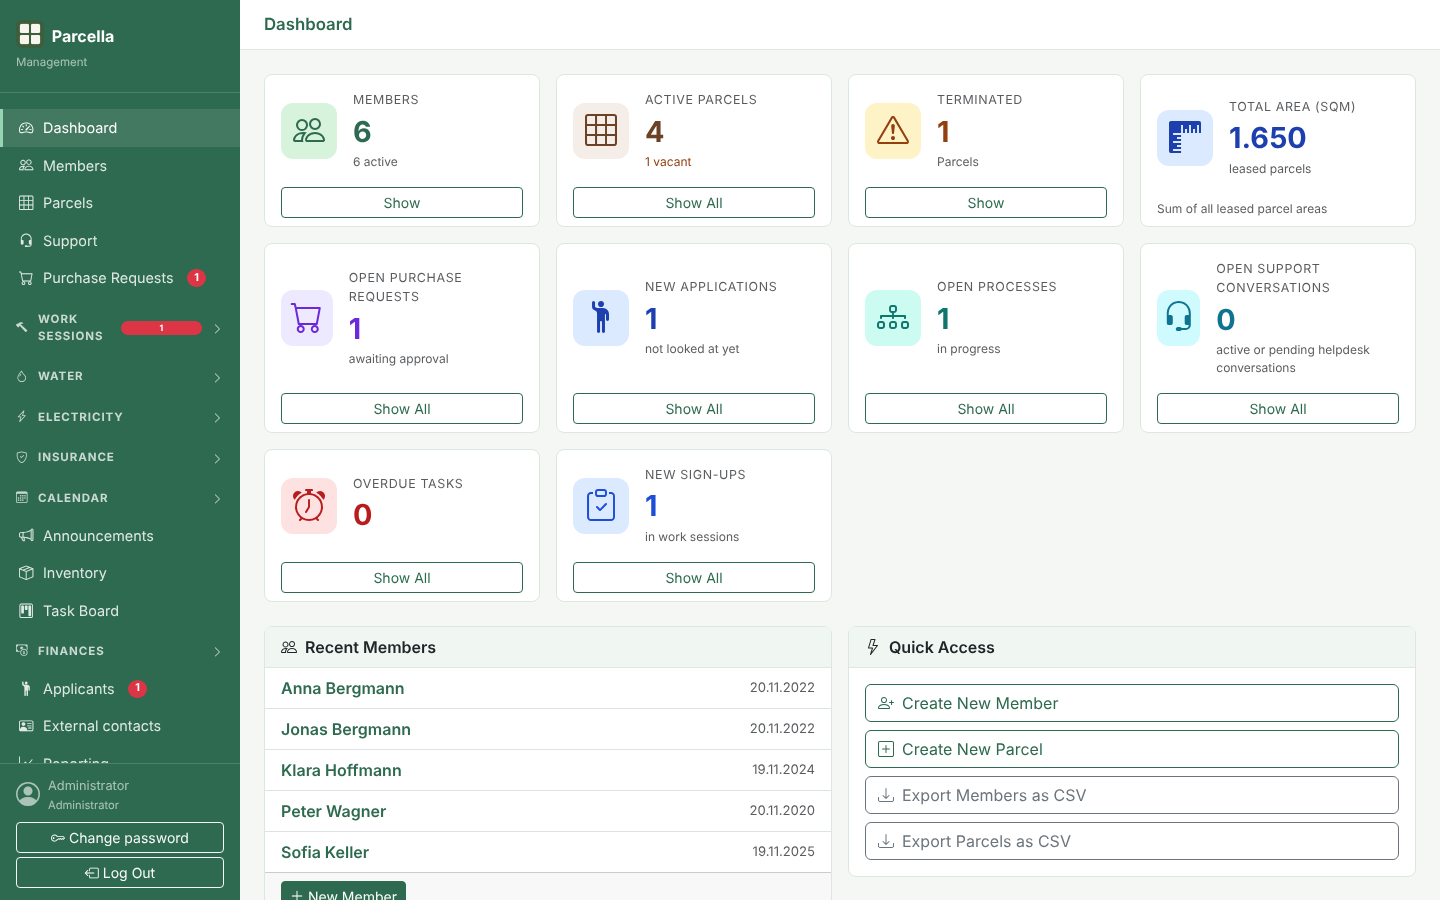 Parcella
Management
Dashboard
Members
Parcels
Support
Purchase Requests 1
WORK
SESSIONS 1
WATER
ELECTRICITY
INSURANCE
CALENDAR
Announcements
Inventory
Task Board
FINANCES
Applicants 1
External contacts
Reporting
Administrator
Administrator
Change password
Log Out
Dashboard
MEMBERS
6
6 active
Show
ACTIVE PARCELS
4
1 vacant
Show All
TERMINATED
1
Parcels
Show
TOTAL AREA (SQM)
1.650
leased parcels
Sum of all leased parcel areas
OPEN PURCHASE
REQUESTS
1
awaiting approval
Show All
NEW APPLICATIONS
1
not looked at yet
Show All
OPEN PROCESSES
1
in progress
Show All
OPEN SUPPORT
CONVERSATIONS
0
active or pending helpdesk
conversations
Show All
OVERDUE TASKS
0
Show All
NEW SIGN-UPS
1
in work sessions
Show All
Recent Members
Anna Bergmann 20.11.2022
Jonas Bergmann 20.11.2022
Klara Hoffmann 19.11.2024
Peter Wagner 20.11.2020
Sofia Keller 19.11.2025
+ New Member
Quick Access
Create New Member
Create New Parcel
Export Members as CSV
Export Parcels as CSV